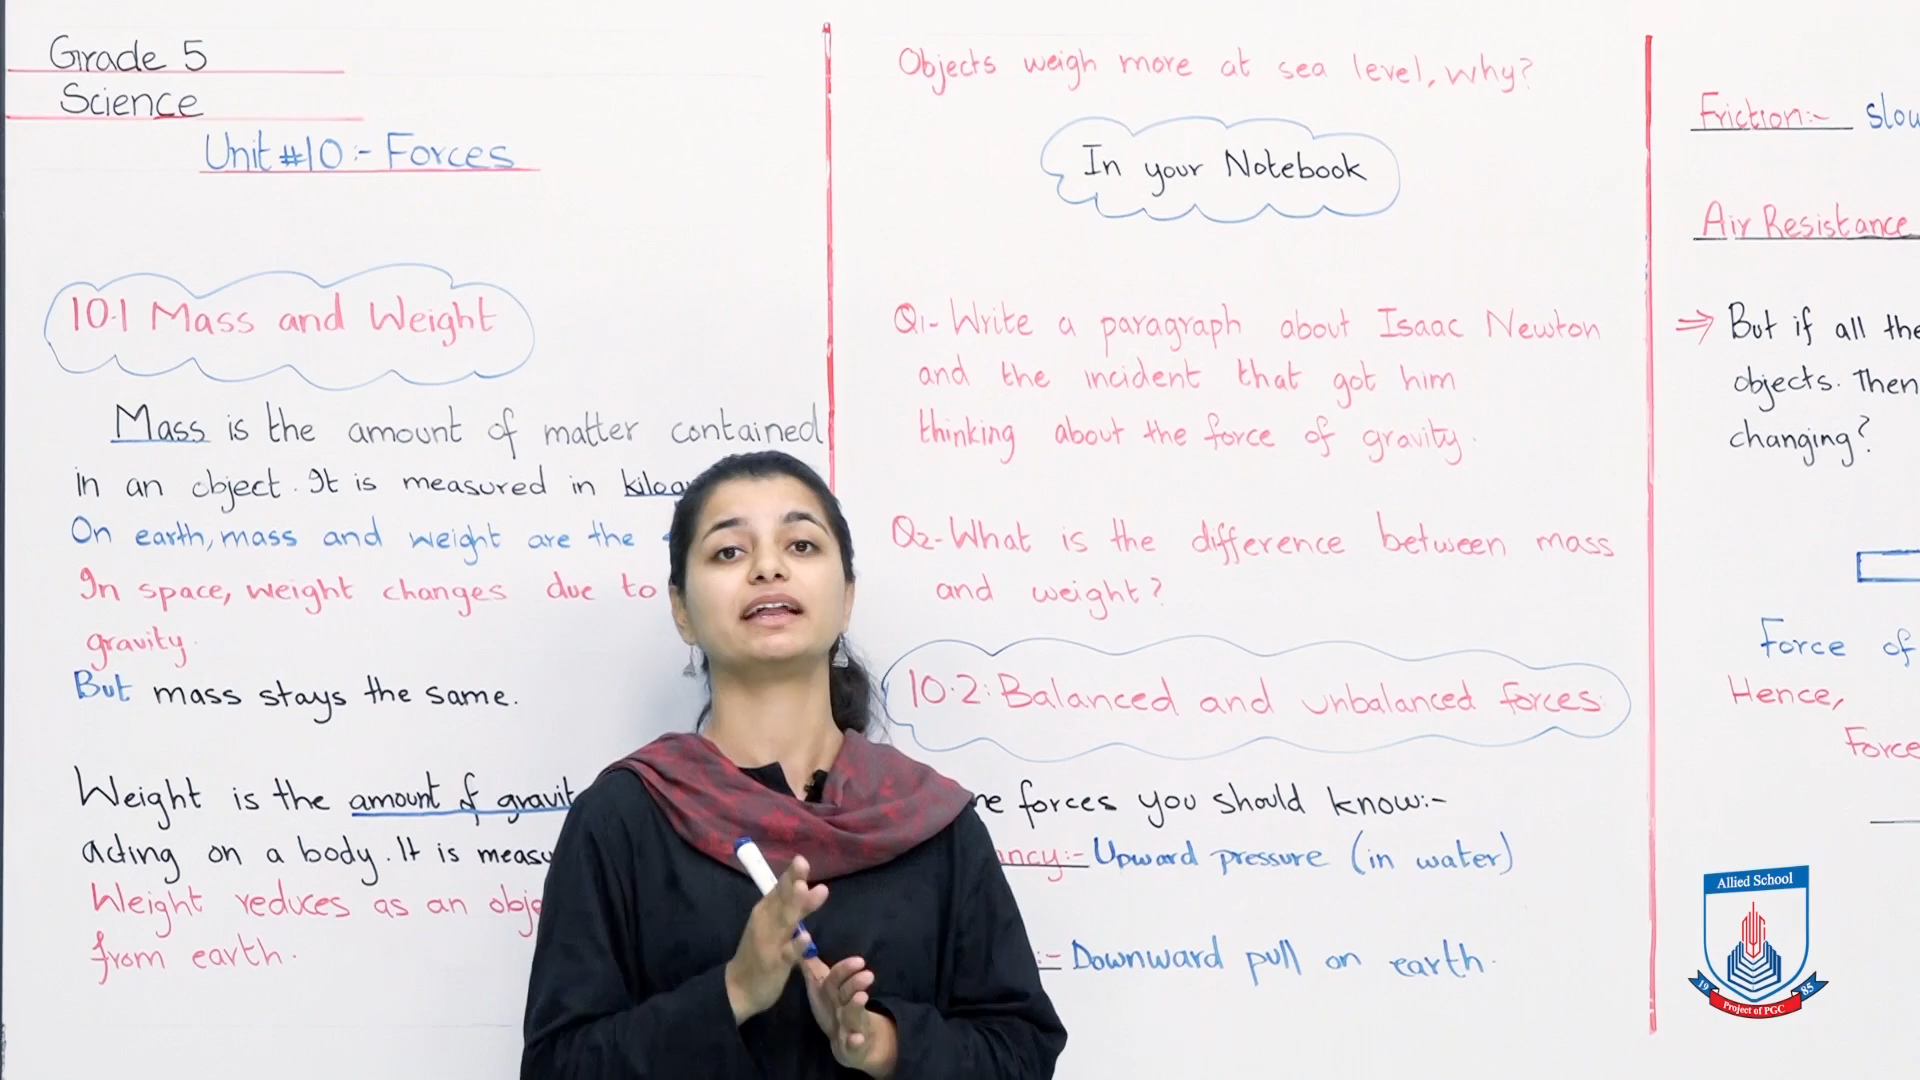 Grade 5
Science
Unit #10:- Forces
10.1 Mass and Weight
Mass is the amount of matter contained
in an object. It is measured in
On earth, mass and weight are the
In space, weight changes due to
gravity.
But mass stays the same.
Weight is the amount of
acting on a body. It is
Weight reduces as an
from earth.
Objects weigh more at sea level, why?
In your Notebook
Q1- Write a paragraph about Isaac Newton
and the incident that got him
thinking about the force of gravity.
Q2- What is the difference between mass
and weight?
10.2: Balanced and unbalanced forces.
forces you should know:-
Upward pressure (in water)
:- Downward pull on earth.
Friction:-
Air Resistance
⇒ But if all the
objects. Then
changing?
Force of
Hence,
Force
Allied School
19 85
Project of PGC